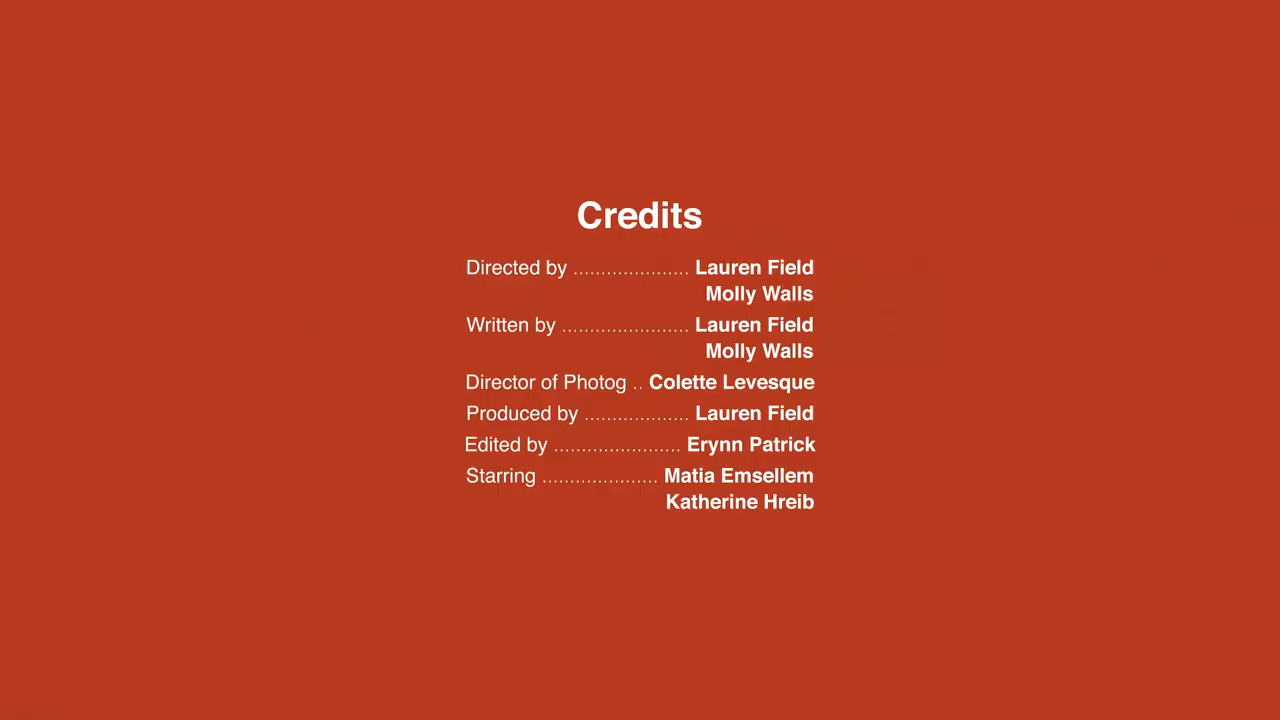 Credits
Directed by ..................... Lauren Field
Molly Walls
Written by ....................... Lauren Field
Molly Walls
Director of Photog .. Colette Levesque
Produced by ................... Lauren Field
Edited by ....................... Erynn Patrick
Starring ..................... Matia Emsellem
Katherine Hreib